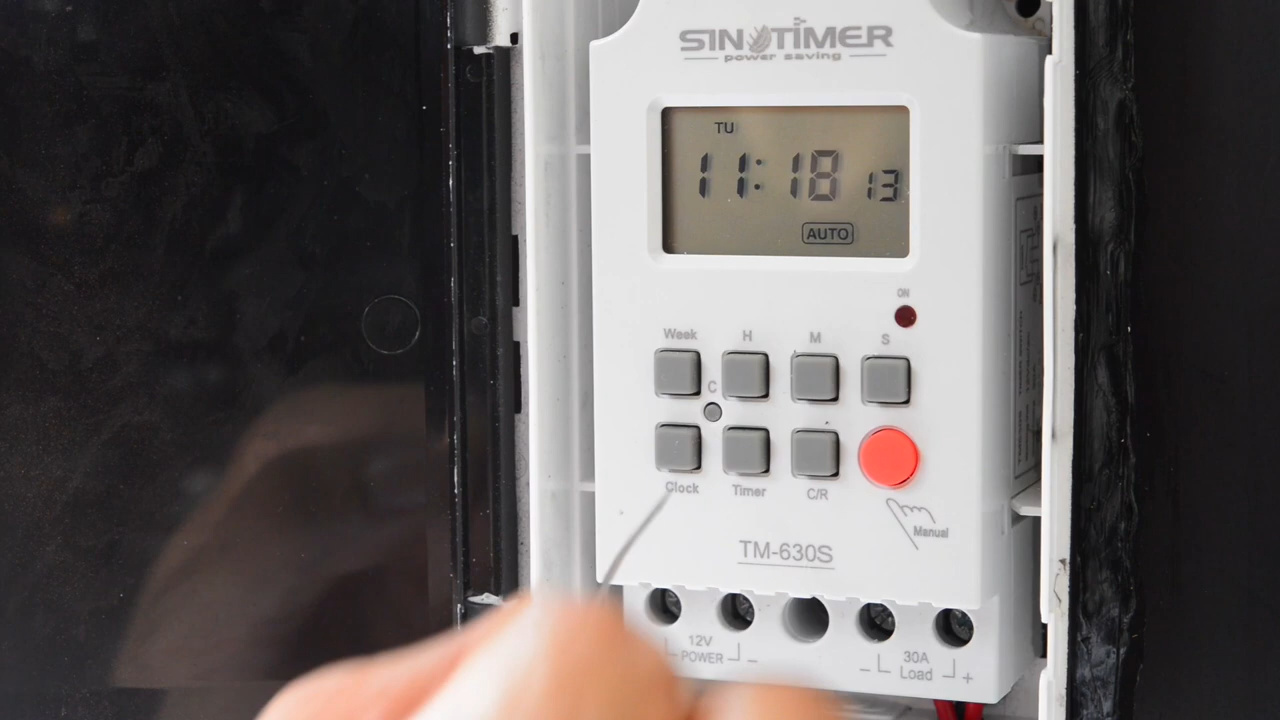 SINOTIMER
power saving
TU
11:18 13
AUTO
ON
Week H M S
C
Clock Timer C/R
Manual
TM-630S
12V
POWER
–
30A
– Load +